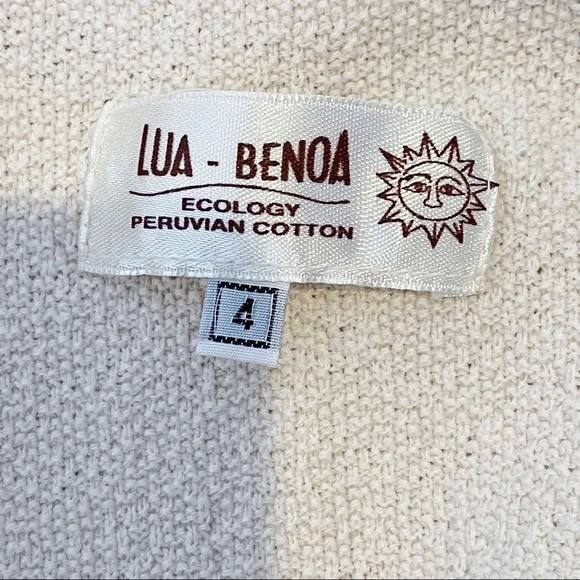 LUA - BENOA
ECOLOGY
PERUVIAN COTTON
4